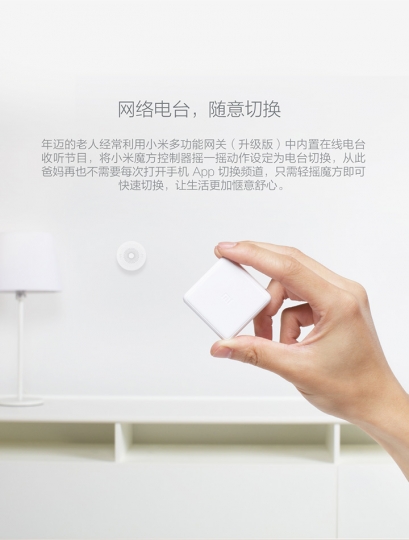 网络电台，随意切换
年迈的老人经常利用小米多功能网关（升级版）中内置在线电台
收听节目，将小米魔方控制器摇一摇动作设定为电台切换，从此
爸妈再也不需要每次打开手机 App 切换频道，只需轻摇魔方即可
快速切换，让生活更加惬意舒心。